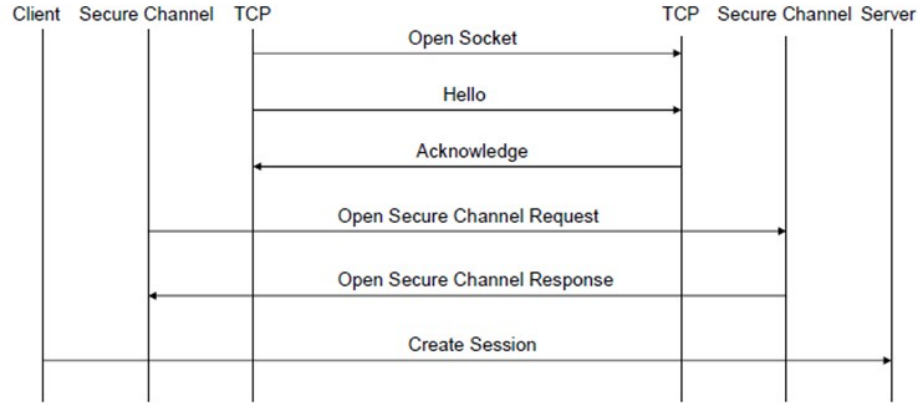 Client Secure Channel TCP TCP Secure Channel Server
Open Socket
Hello
Acknowledge
Open Secure Channel Request
Open Secure Channel Response
Create Session